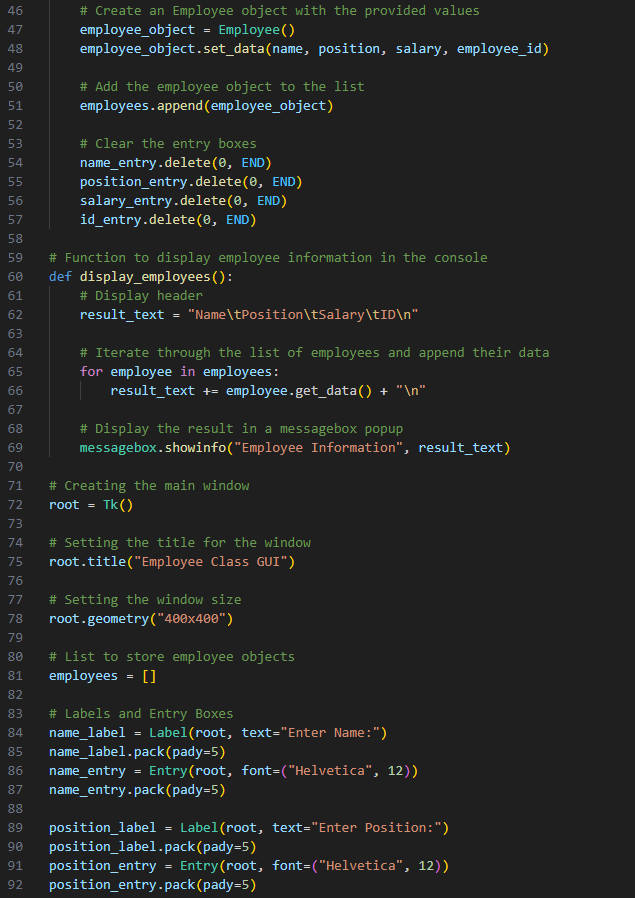 46 # Create an Employee object with the provided values
47 employee_object = Employee()
48 employee_object.set_data(name, position, salary, employee_id)
49
50 # Add the employee object to the list
51 employees.append(employee_object)
52
53 # Clear the entry boxes
54 name_entry.delete(0, END)
55 position_entry.delete(0, END)
56 salary_entry.delete(0, END)
57 id_entry.delete(0, END)
58
59 # Function to display employee information in the console
60 def display_employees():
61 # Display header
62 result_text = "Name\tPosition\tSalary\tID\n"
63
64 # Iterate through the list of employees and append their data
65 for employee in employees:
66 result_text += employee.get_data() + "\n"
67
68 # Display the result in a messagebox popup
69 messagebox.showinfo("Employee Information", result_text)
70
71 # Creating the main window
72 root = Tk()
73
74 # Setting the title for the window
75 root.title("Employee Class GUI")
76
77 # Setting the window size
78 root.geometry("400x400")
79
80 # List to store employee objects
81 employees = []
82
83 # Labels and Entry Boxes
84 name_label = Label(root, text="Enter Name:")
85 name_label.pack(pady=5)
86 name_entry = Entry(root, font=("Helvetica", 12))
87 name_entry.pack(pady=5)
88
89 position_label = Label(root, text="Enter Position:")
90 position_label.pack(pady=5)
91 position_entry = Entry(root, font=("Helvetica", 12))
92 position_entry.pack(pady=5)